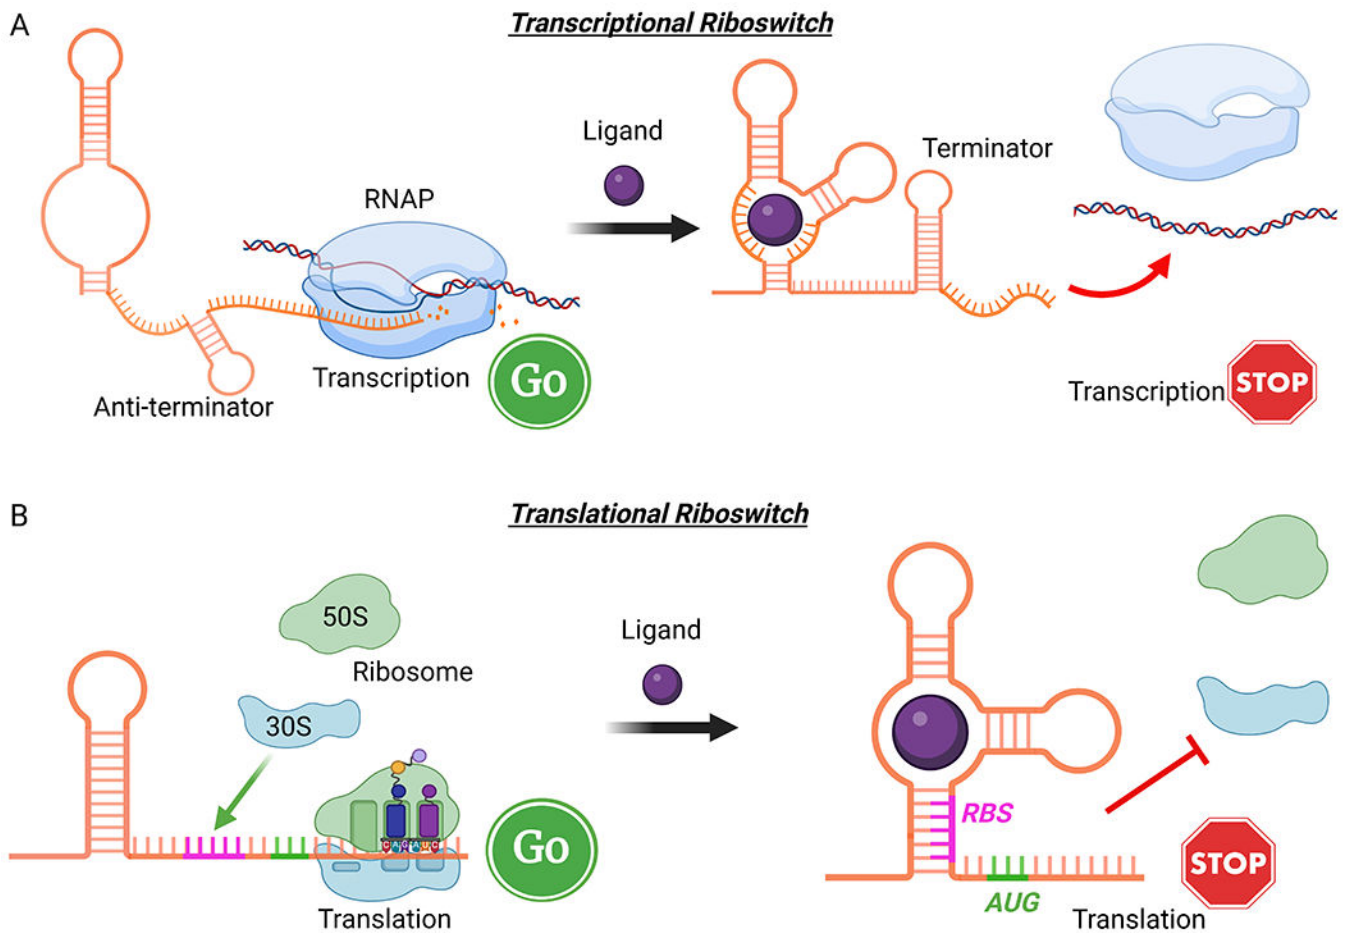 A
Transcriptional Riboswitch
Ligand
Terminator
RNAP
Transcription
Go
Anti-terminator
Transcription
STOP
B
Translational Riboswitch
50S
Ribosome
Ligand
30S
RBS
CAGAUC
Go
STOP
AUG
Translation
Translation